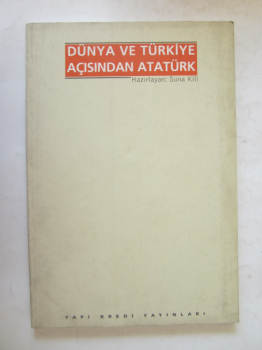 DÜNYA VE TÜRKİYE
AÇISINDAN ATATÜRK
Hazırlayan: Suna Kili
YAPI KREDİ YAYINLARI